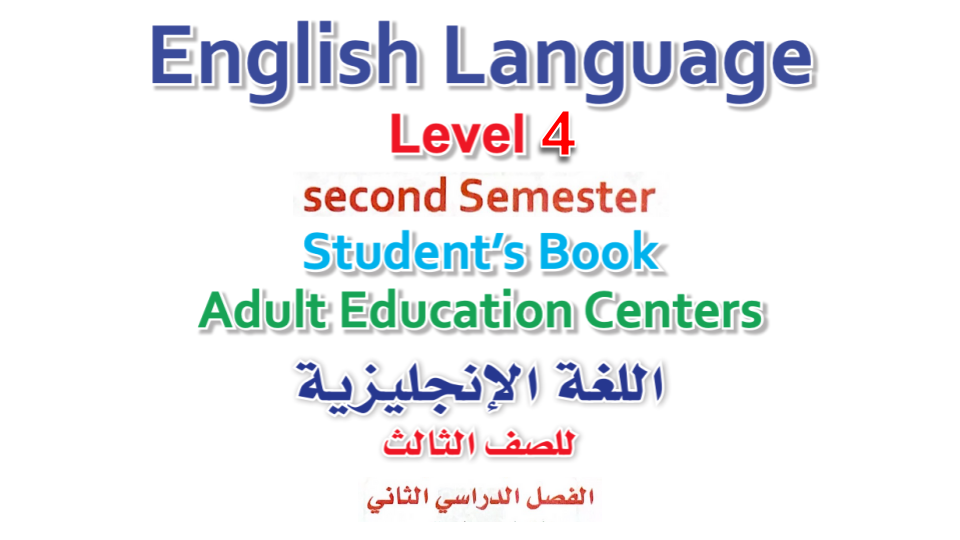 English Language
Level 4
second Semester
Student's Book
Adult Education Centers
اللغة الإنجليزية
للصف الثالث
الفصل الدراسي الثاني